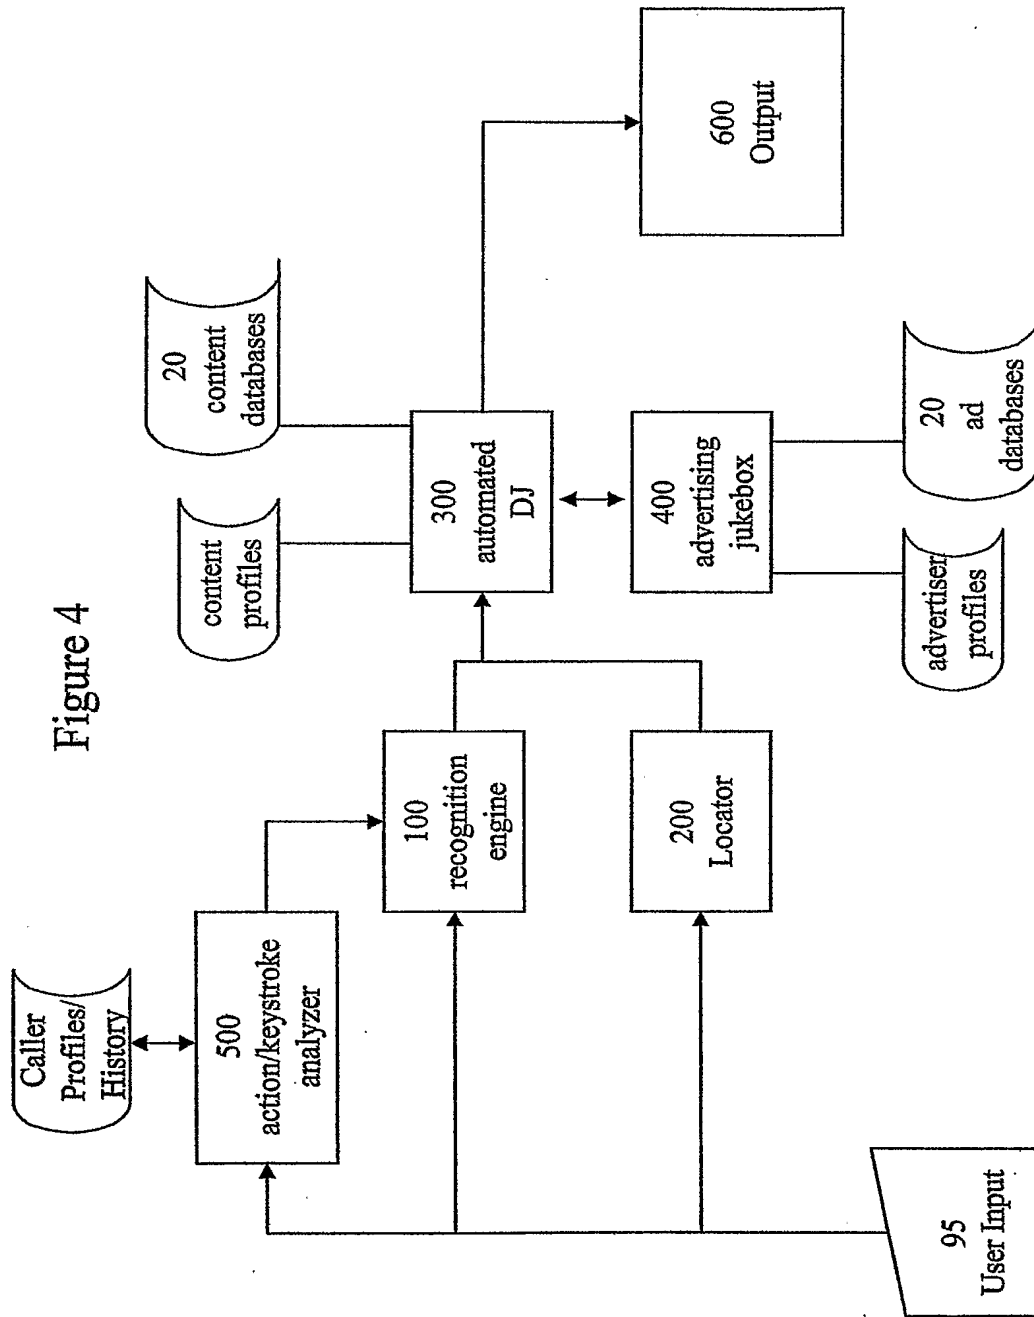 Figure 4
Caller
Profiles/
History
500
action/keystroke
analyzer
100
recognition
engine
200
Locator
95
User Input
content
profiles
20
content
databases
300
automated
DJ
400
advertising
jukebox
advertiser
profiles
20
ad
databases
600
Output